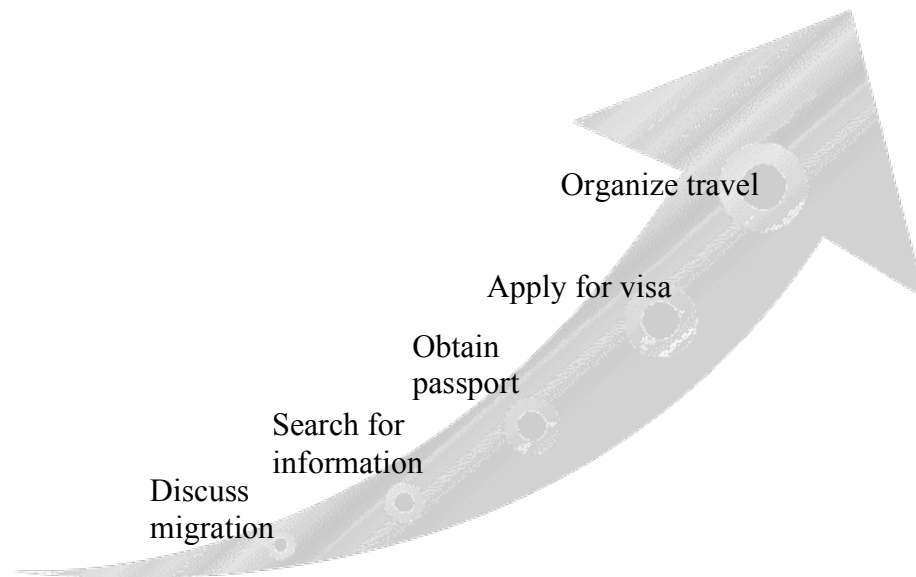 Organize travel
Apply for visa
Obtain
passport
Search for
information
Discuss
migration